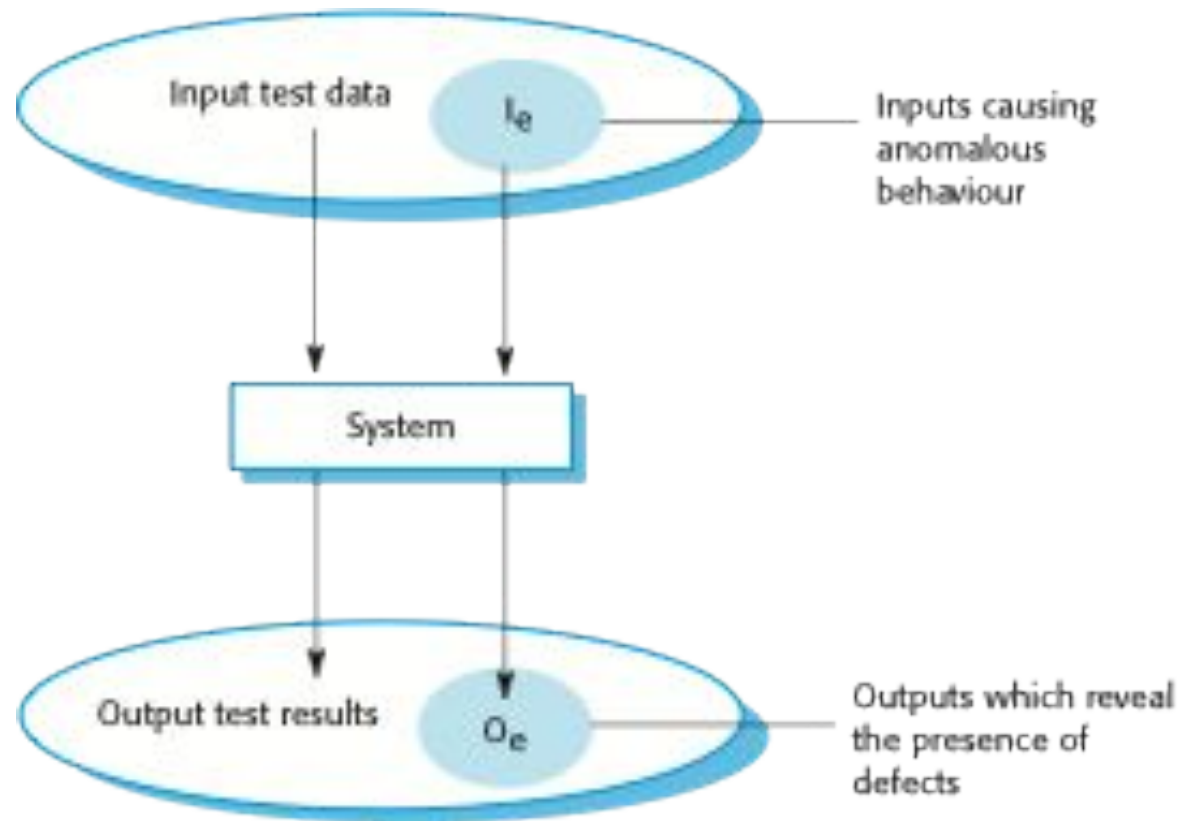 Input test data
Ie
Inputs causing
anomalous
behaviour
System
Output test results
Oe
Outputs which reveal
the presence of
defects